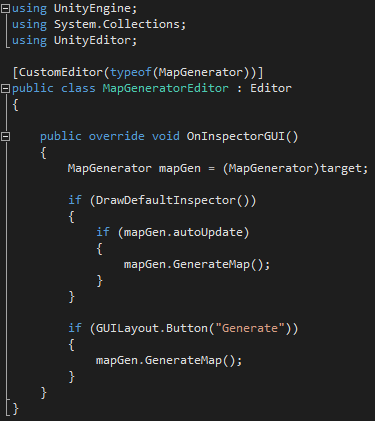 using UnityEngine;
using System.Collections;
using UnityEditor;
[CustomEditor(typeof(MapGenerator))]
public class MapGeneratorEditor : Editor
{
public override void OnInspectorGUI()
{
MapGenerator mapGen = (MapGenerator)target;
if (DrawDefaultInspector())
{
if (mapGen.autoUpdate)
{
mapGen.GenerateMap();
}
}
if (GUILayout.Button("Generate"))
{
mapGen.GenerateMap();
}
}
}